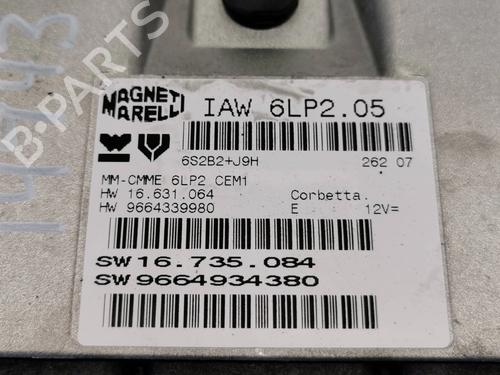 MAGNETI
MARELLI
IAW 6LP2.05
6S2B2+J9H 262 07
MM-CMME 6LP2 CEM1
HW 16.631.064 Corbetta
HW 9664339980 E 12V=
SW16.735.084
SW9664934380
B-PARTS